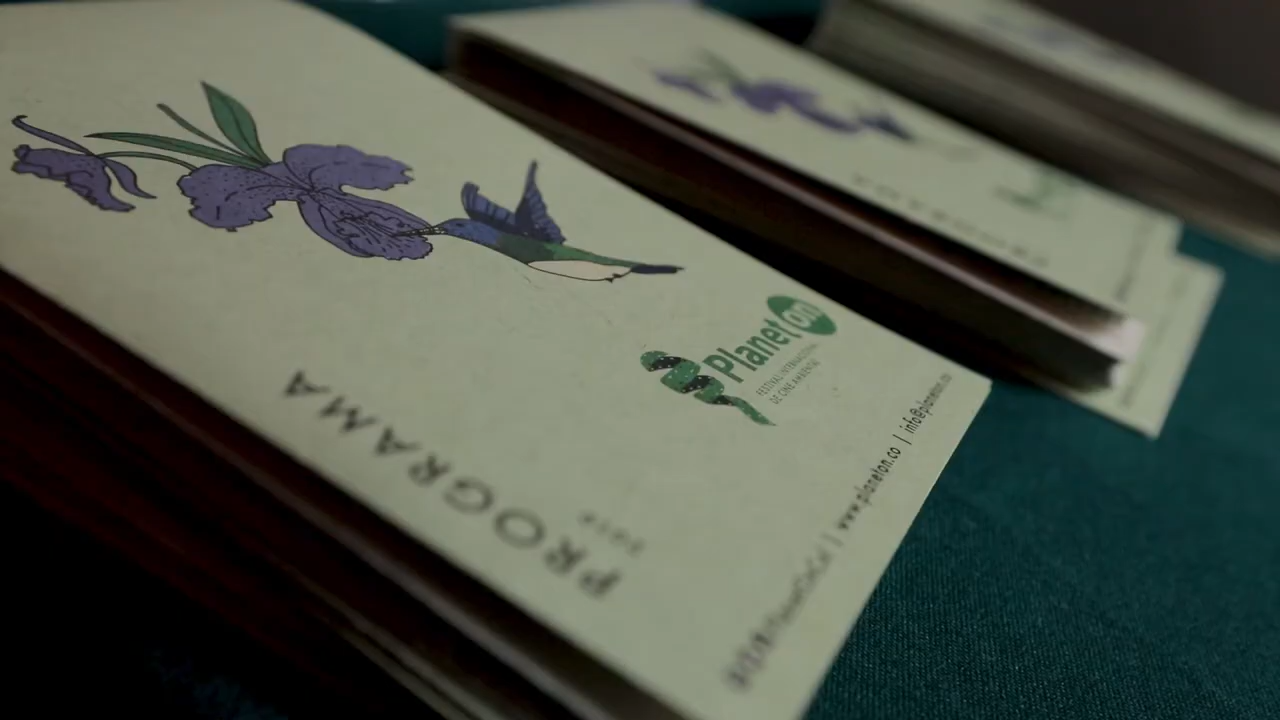 Planet on
FESTIVAL INTERNACIONAL
DE CINE AMBIENTAL
PROGRAMA
| www.planeton.co | info@planeton.co